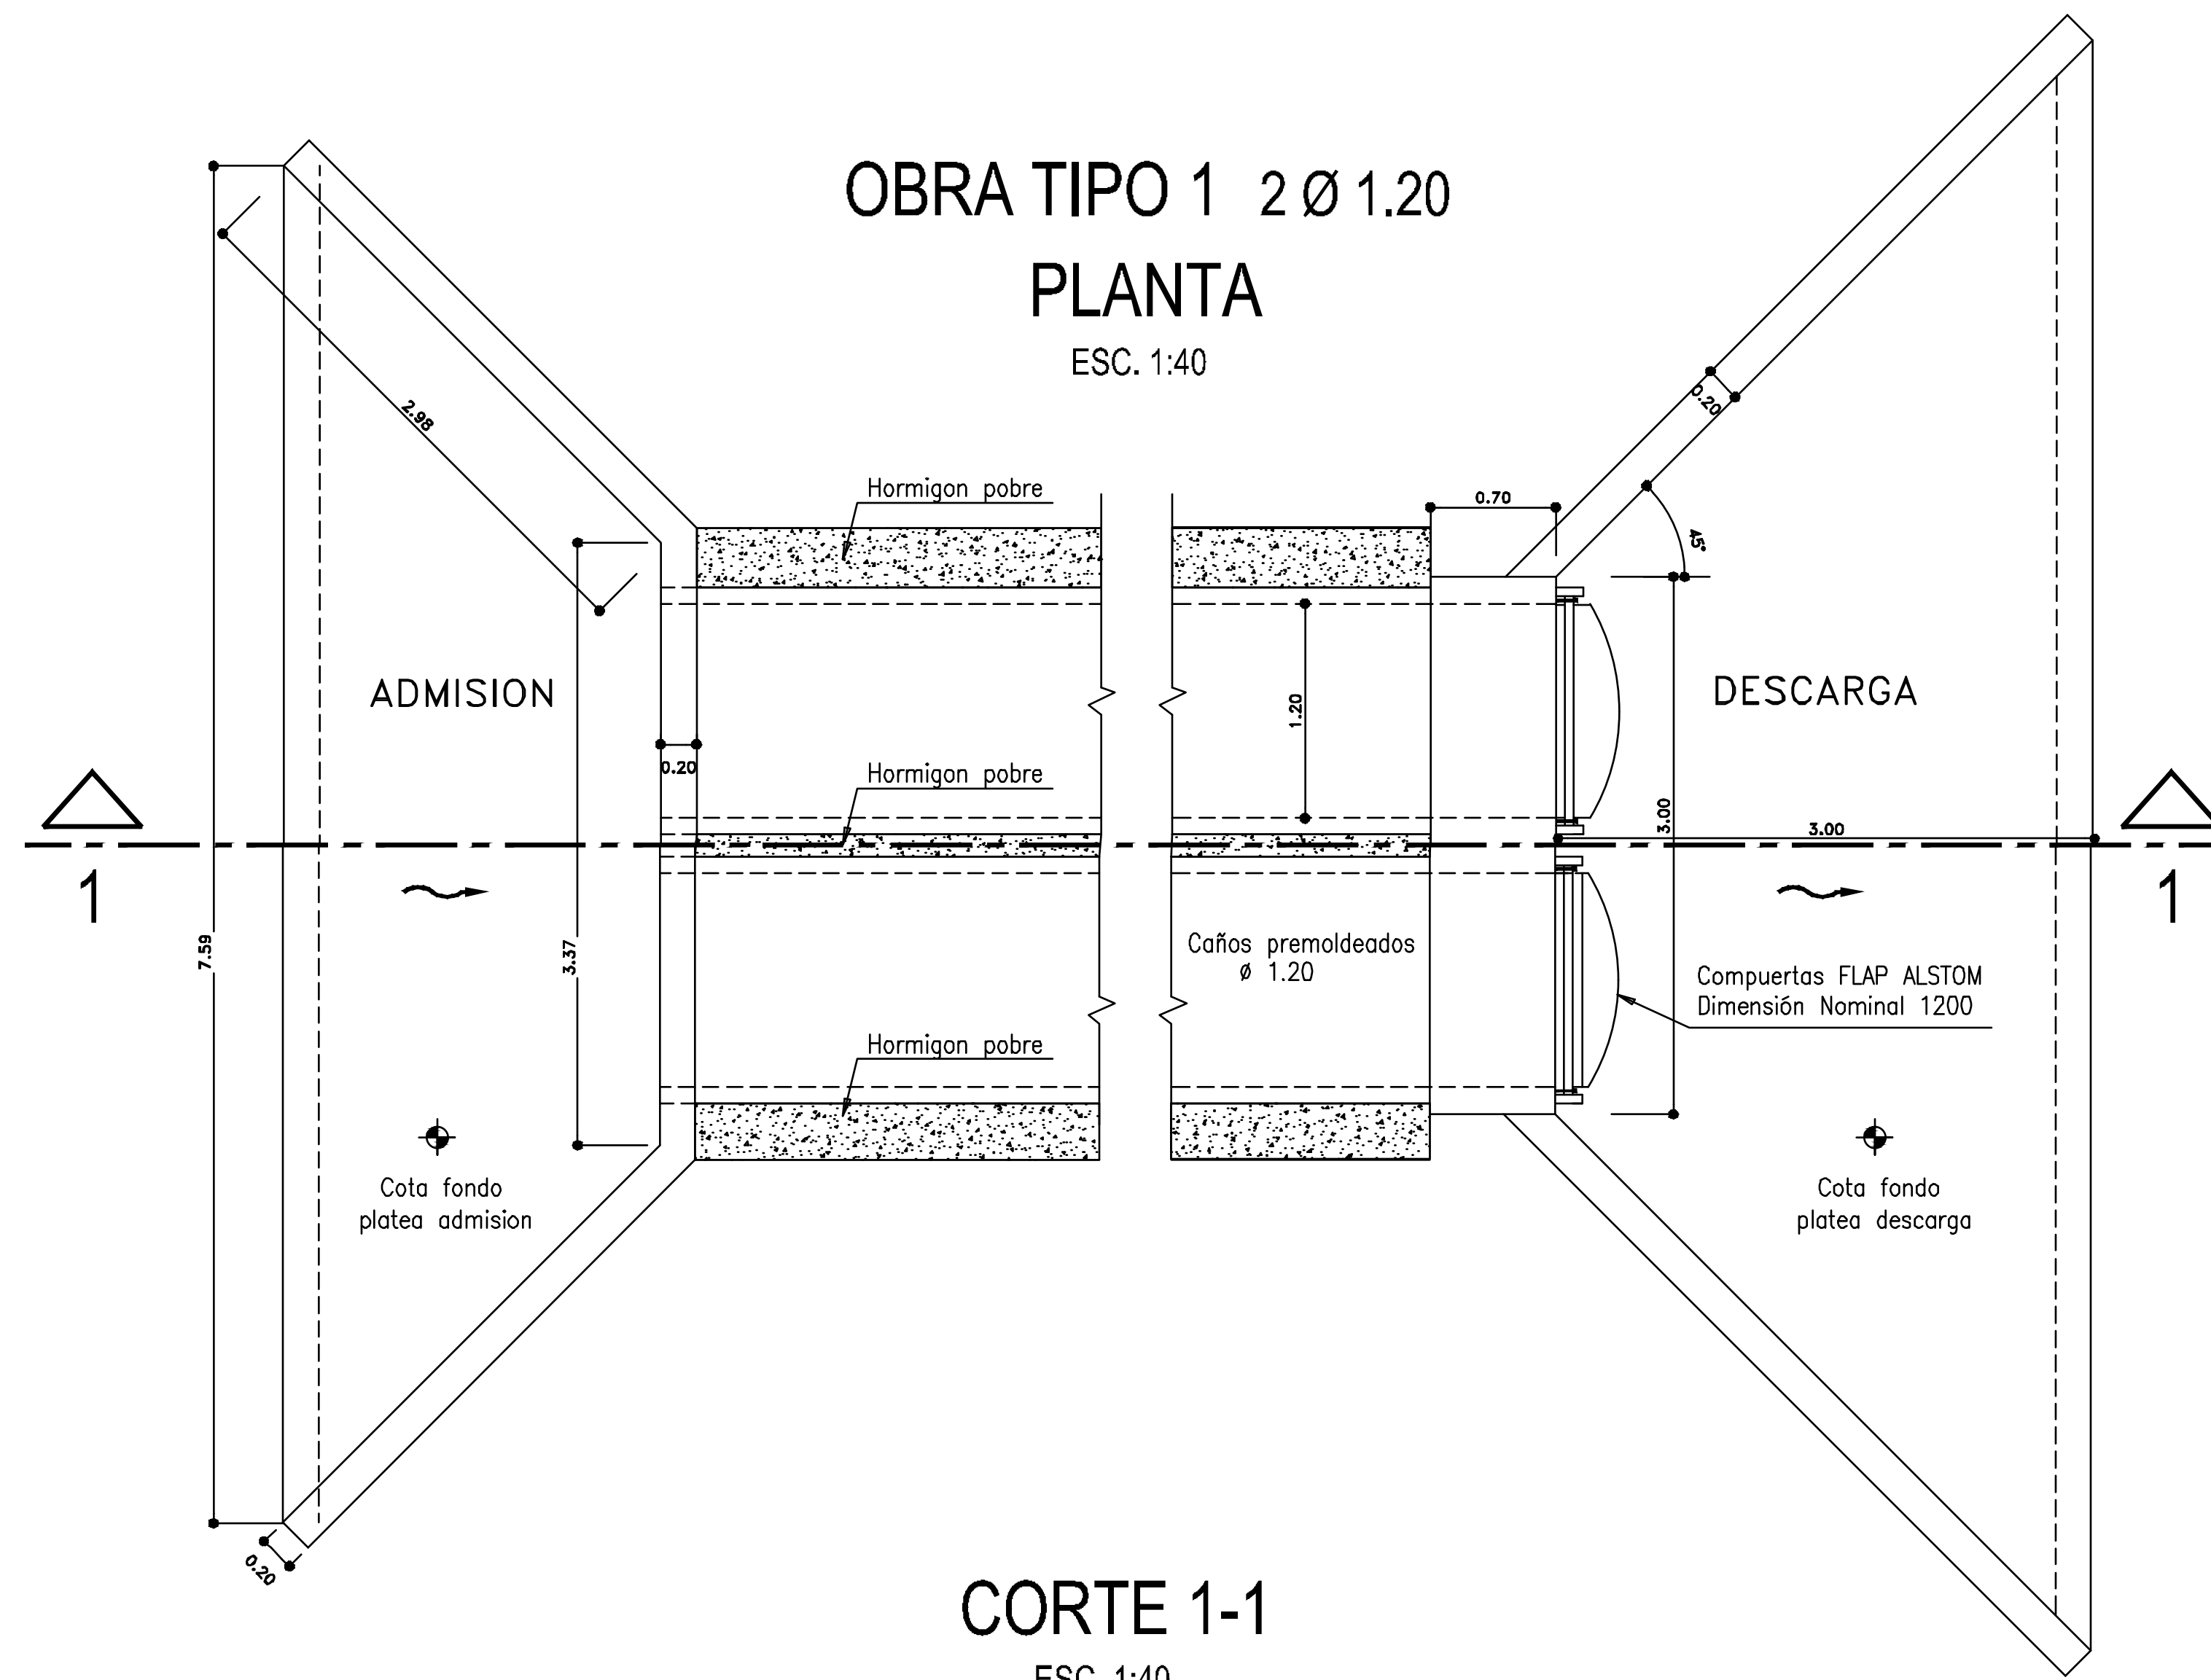 OBRA TIPO 1 2 Ø 1.20
PLANTA
ESC. 1:40
0.20
2.98
Hormigon pobre
0.70
45°
ADMISION
DESCARGA
1.20
0.20
Hormigon pobre
3.00
3.00
1
1
7.59
3.37
Caños premoldeados
ø 1.20
Compuertas FLAP ALSTOM
Dimensión Nominal 1200
Hormigon pobre
Cota fondo
platea admision
Cota fondo
platea descarga
0.20
CORTE 1-1
ESC. 1:40